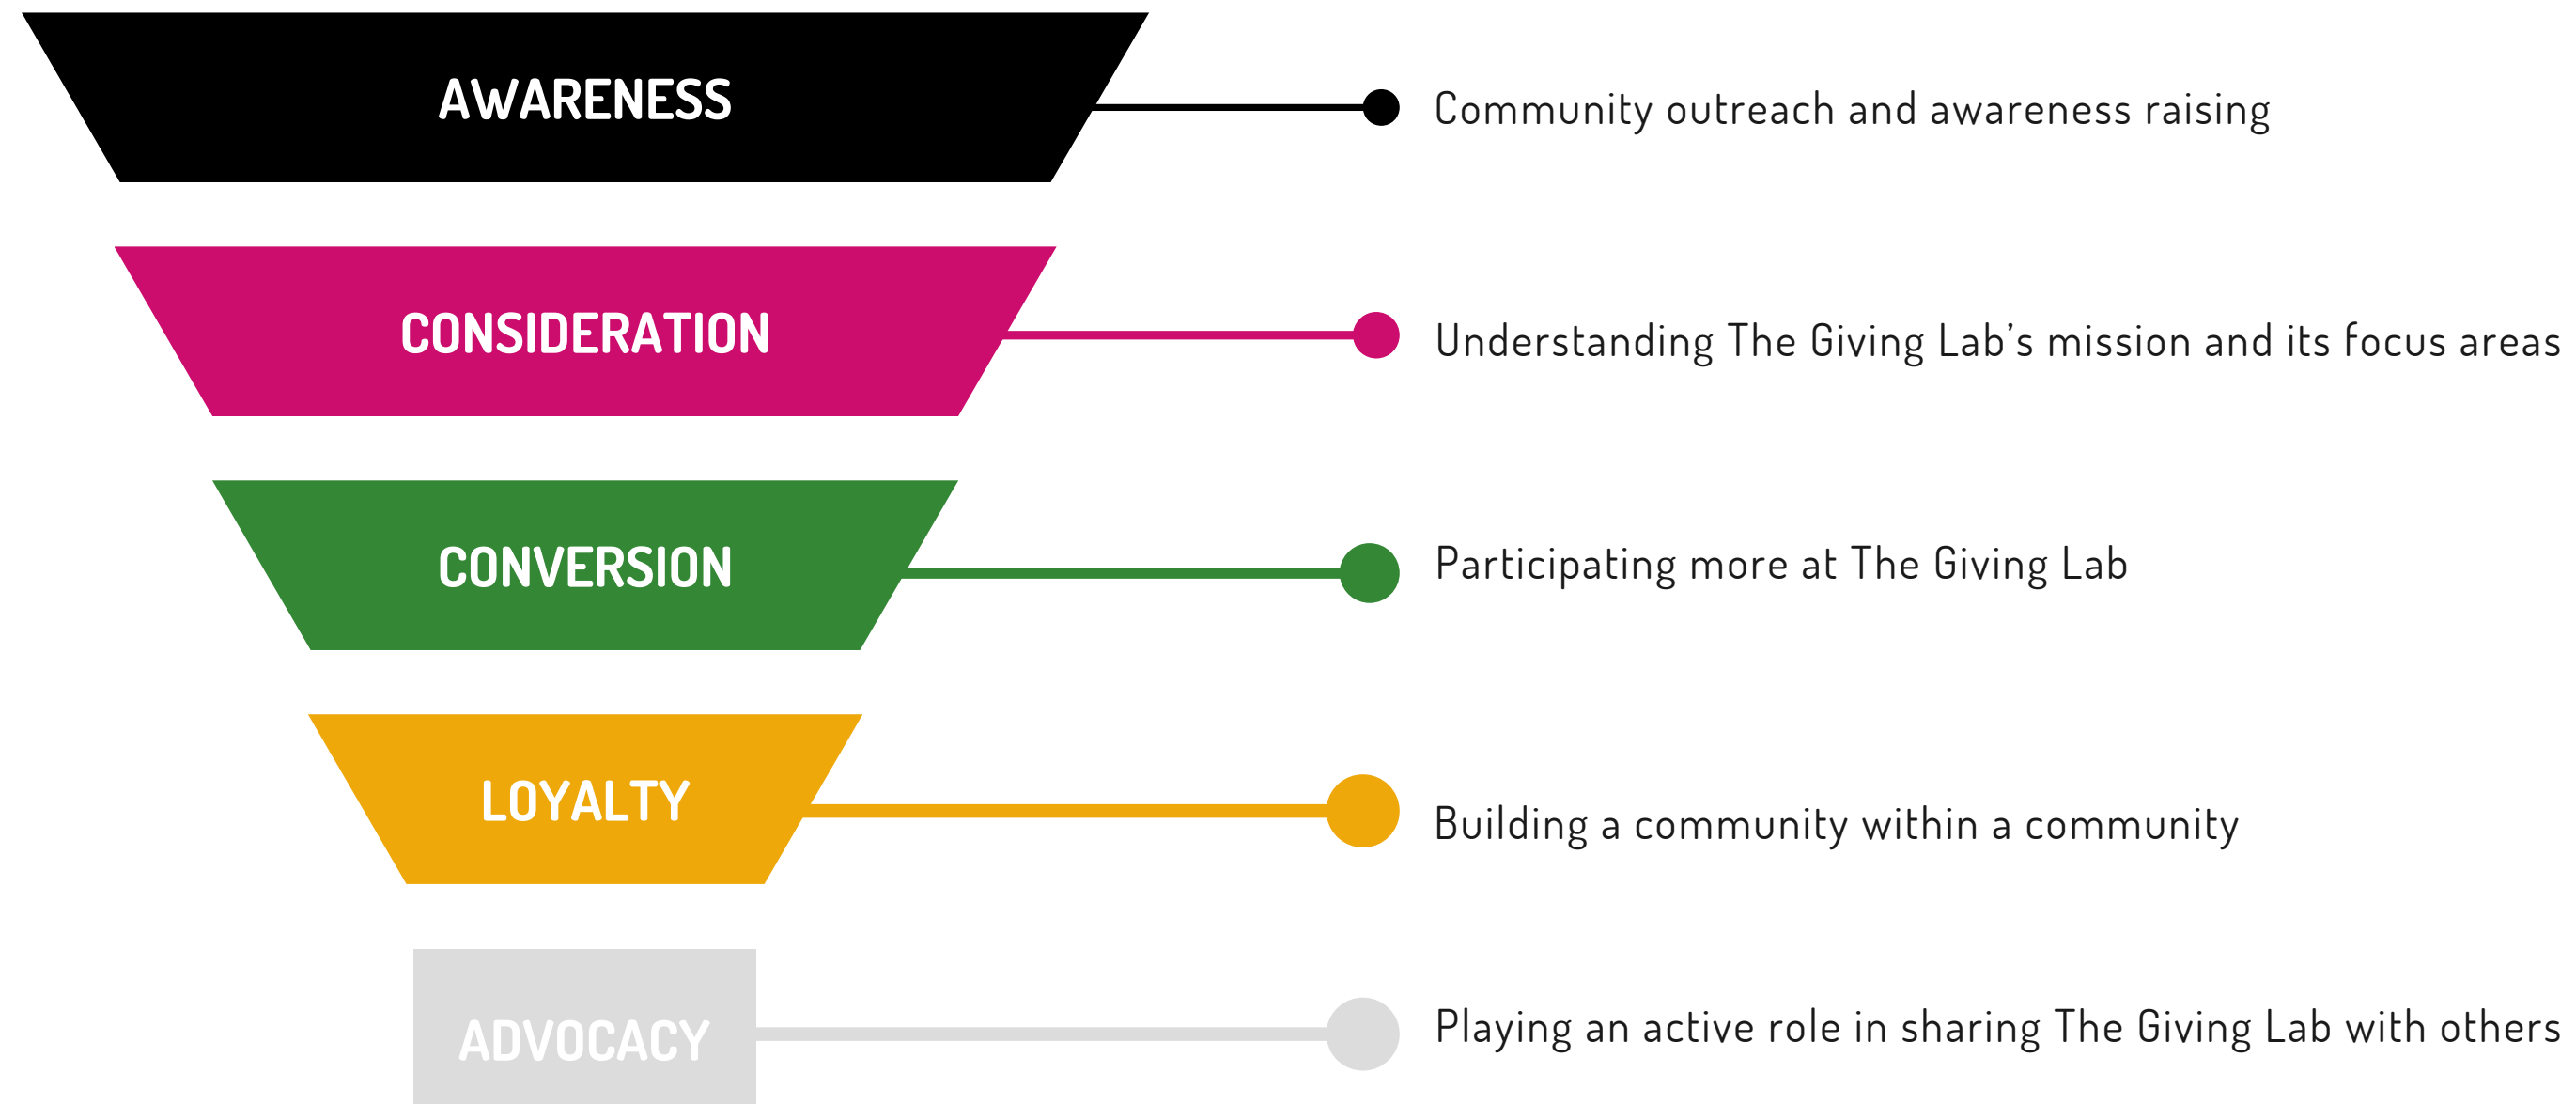 AWARENESS
Community outreach and awareness raising
CONSIDERATION
Understanding The Giving Lab’s mission and its focus areas
CONVERSION
Participating more at The Giving Lab
LOYALTY
Building a community within a community
ADVOCACY
Playing an active role in sharing The Giving Lab with others